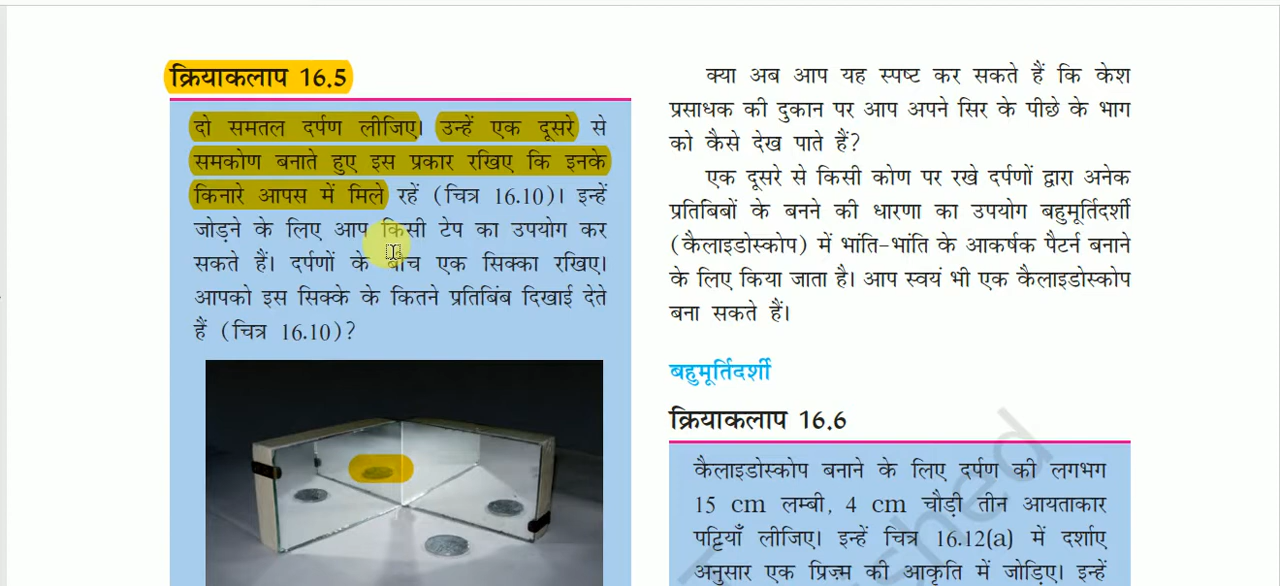 क्रियाकलाप 16.5
दो समतल दर्पण लीजिए। उन्हें एक दूसरे से
समकोण बनाते हुए इस प्रकार रखिए कि इनके
किनारे आपस में मिले रहें (चित्र 16.10)। इन्हें
जोड़ने के लिए आप किसी टेप का उपयोग कर
सकते हैं। दर्पणों के बीच एक सिक्का रखिए।
आपको इस सिक्के के कितने प्रतिबिंब दिखाई देते
हैं (चित्र 16.10)?
क्या अब आप यह स्पष्ट कर सकते हैं कि केश
प्रसाधक की दुकान पर आप अपने सिर के पीछे के भाग
को कैसे देख पाते हैं?
एक दूसरे से किसी कोण पर रखे दर्पणों द्वारा अनेक
प्रतिबिबों के बनने की धारणा का उपयोग बहुमूर्तिदर्शी
(कैलाइडोस्कोप) में भांति-भांति के आकर्षक पैटर्न बनाने
के लिए किया जाता है। आप स्वयं भी एक कैलाइडोस्कोप
बना सकते हैं।
बहुमूर्तिदर्शी
क्रियाकलाप 16.6
कैलाइडोस्कोप बनाने के लिए दर्पण की लगभग
15 cm लम्बी, 4 cm चौड़ी तीन आयताकार
पट्टियाँ लीजिए। इन्हें चित्र 16.12(a) में दर्शाए
अनुसार एक प्रिज़्म की आकृति में जोड़िए। इन्हें